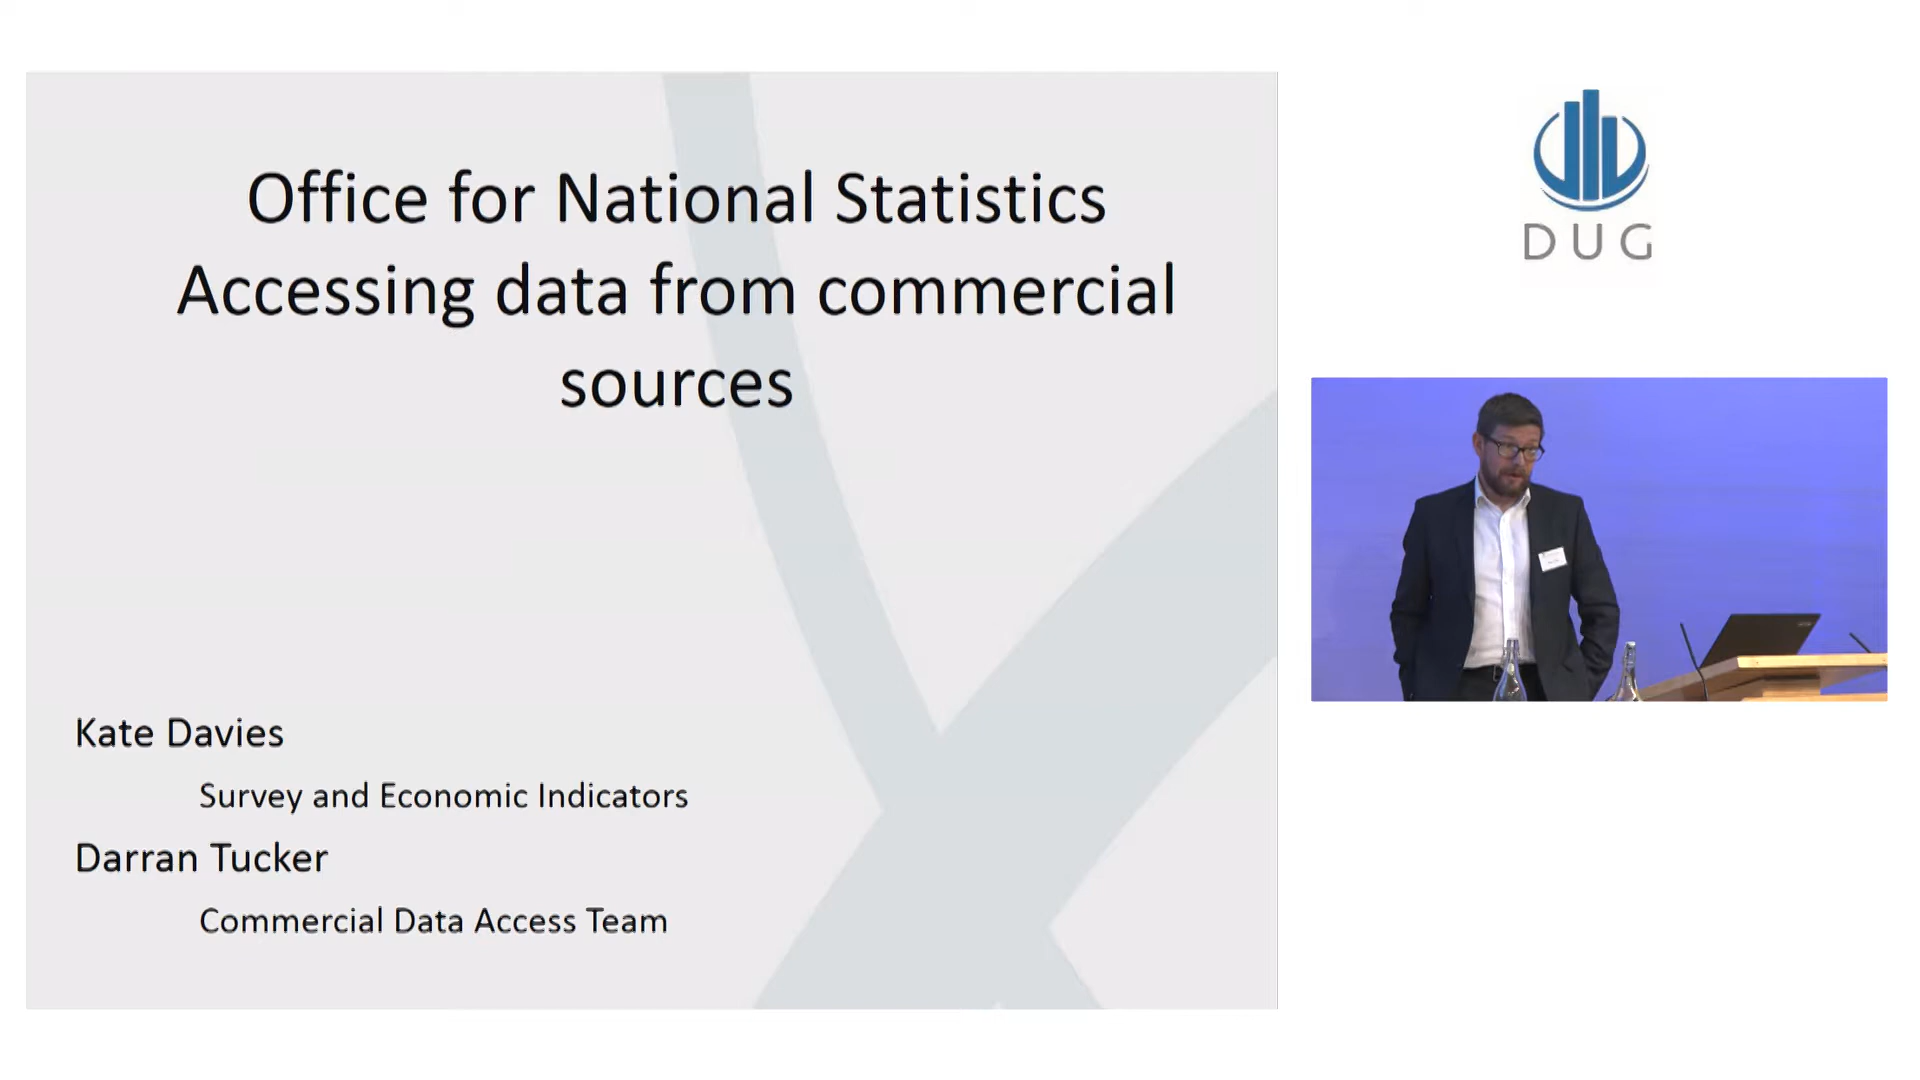 Office for National Statistics
Accessing data from commercial
sources
Kate Davies
Survey and Economic Indicators
Darran Tucker
Commercial Data Access Team
DUG